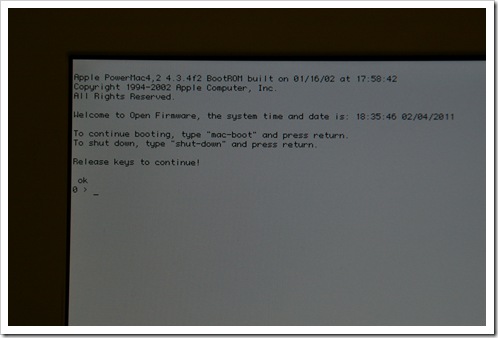 Apple PowerMac4,2 4.3.4f2 BootROM built on 01/16/02 at 17:58:42
Copyright 1994-2002 Apple Computer, Inc.
All Rights Reserved.
Welcome to Open Firmware, the system time and date is: 18:35:46 02/04/2011
To continue booting, type "mac-boot" and press return.
To shut down, type "shut-down" and press return.
Release keys to continue!
ok
0 > _